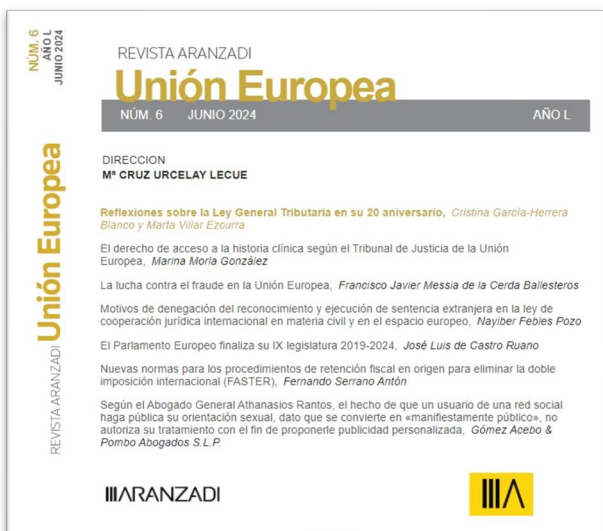 NÚM. 6
AÑO L
JUNIO 2024
REVISTA ARANZADI Unión Europea
REVISTA ARANZADI
Unión Europea
NÚM. 6 JUNIO 2024 AÑO L
DIRECCION
Mª CRUZ URCELAY LECUE
Reflexiones sobre la Ley General Tributaria en su 20 aniversario, Cristina García-Herrera
Blanco y Marta Villar Ezcurra
El derecho de acceso a la historia clínica según el Tribunal de Justicia de la Unión
Europea, Marina Morla González
La lucha contra el fraude en la Unión Europea, Francisco Javier Messia de la Cerda Ballesteros
Motivos de denegación del reconocimiento y ejecución de sentencia extranjera en la ley de
cooperación jurídica internacional en materia civil y en el espacio europeo, Nayiber Febles Pozo
El Parlamento Europeo finaliza su IX legislatura 2019-2024, José Luis de Castro Ruano
Nuevas normas para los procedimientos de retención fiscal en origen para eliminar la doble
imposición internacional (FASTER), Fernando Serrano Antón
Según el Abogado General Athanasios Rantos, el hecho de que un usuario de una red social
haga pública su orientación sexual, dato que se convierte en «manifiestamente público», no
autoriza su tratamiento con el fin de proponerle publicidad personalizada, Gómez Acebo &
Pombo Abogados S.L.P.
ARANZADI